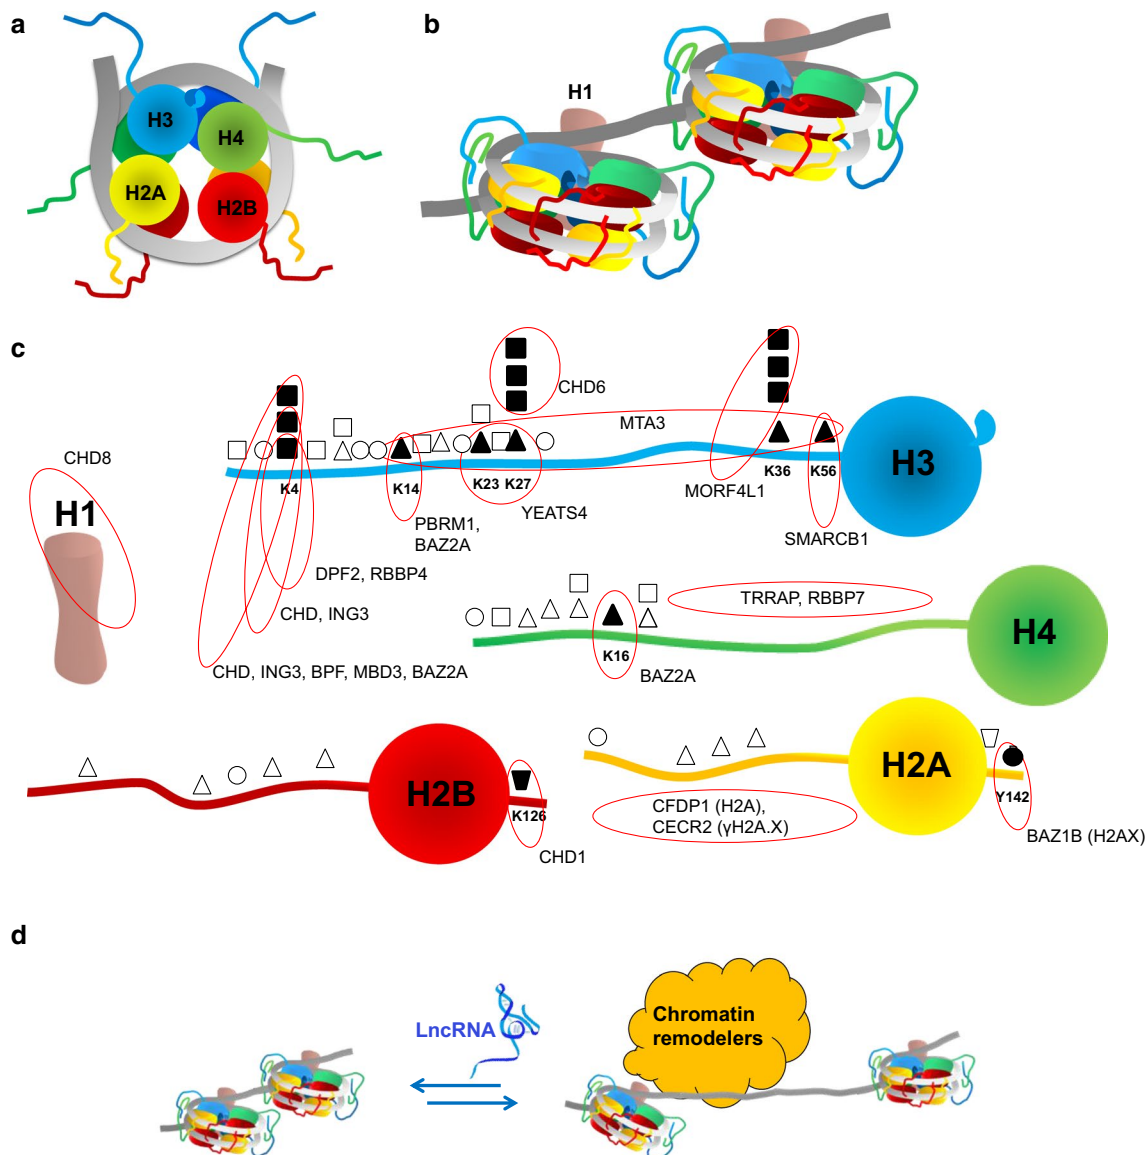 a
b
H3
H4
H2A
H2B
H1
c
CHD8
H1
CHD6
MTA3
K4
K14
K23 K27
K36
K56
H3
PBRM1,
BAZ2A
YEATS4
MORF4L1
SMARCB1
DPF2, RBBP4
CHD, ING3
CHD, ING3, BPF, MBD3, BAZ2A
TRRAP, RBBP7
K16
BAZ2A
H4
H2B
K126
CHD1
H2A
CFDP1 (H2A),
CECR2 (γH2A.X)
Y142
BAZ1B (H2AX)
d
LncRNA
Chromatin
remodelers